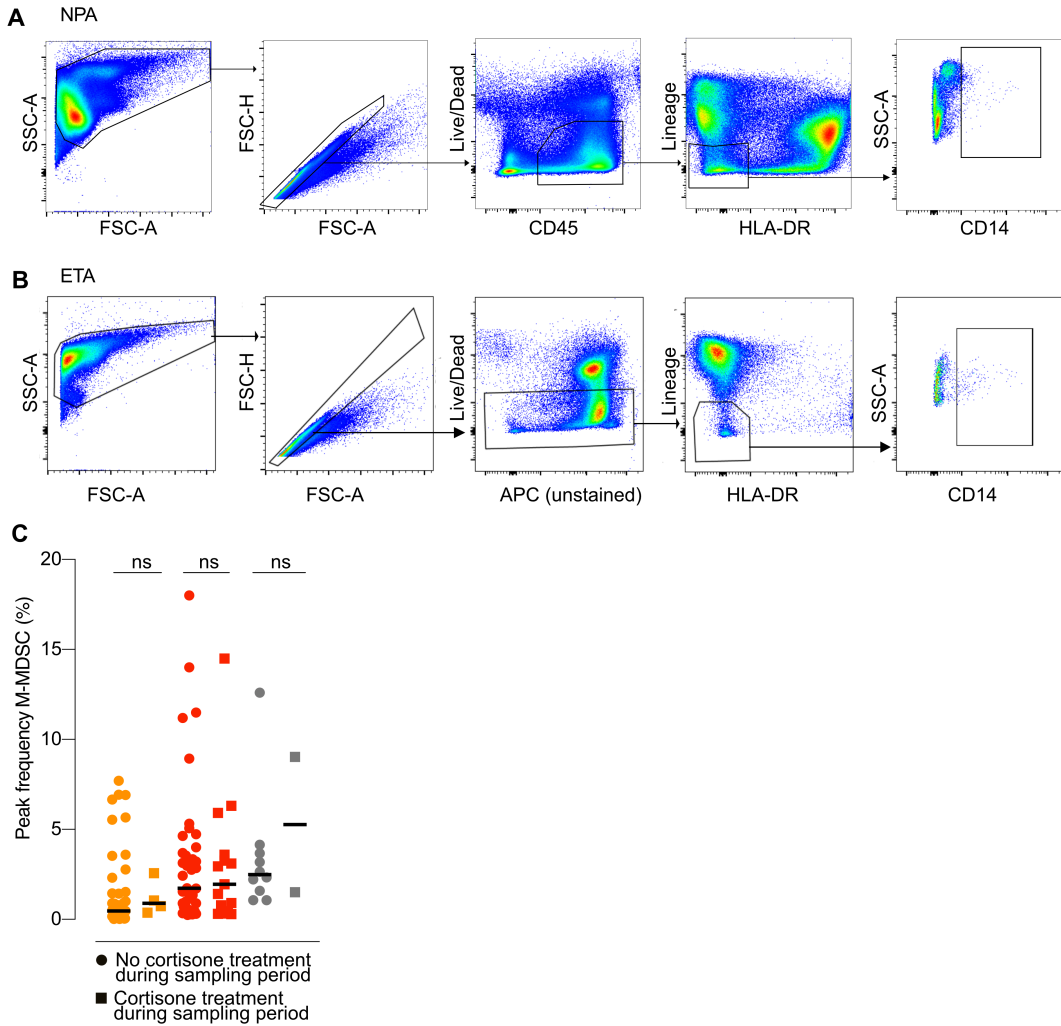 A
NPA
SSC-A
FSC-A
FSC-H
FSC-A
Live/Dead
CD45
Lineage
HLA-DR
SSC-A
CD14
B
ETA
SSC-A
FSC-A
FSC-H
FSC-A
Live/Dead
APC (unstained)
Lineage
HLA-DR
SSC-A
CD14
C
Peak frequency M-MDSC (%)
20
15
10
5
0
ns
ns
ns
No cortisone treatment
during sampling period
Cortisone treatment
during sampling period